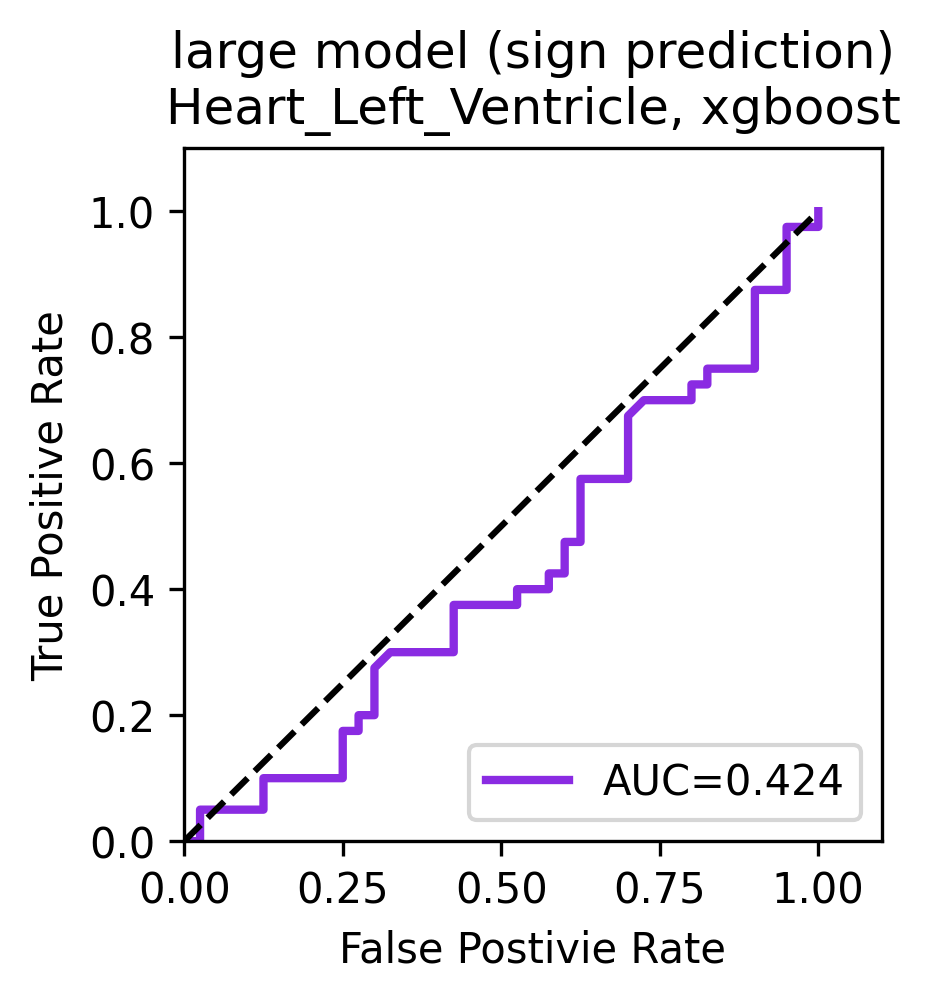 large model (sign prediction)
Heart_Left_Ventricle, xgboost
True Positive Rate
1.0
0.8
0.6
0.4
0.2
0.0
AUC=0.424
0.00 0.25 0.50 0.75 1.00
False Postivie Rate